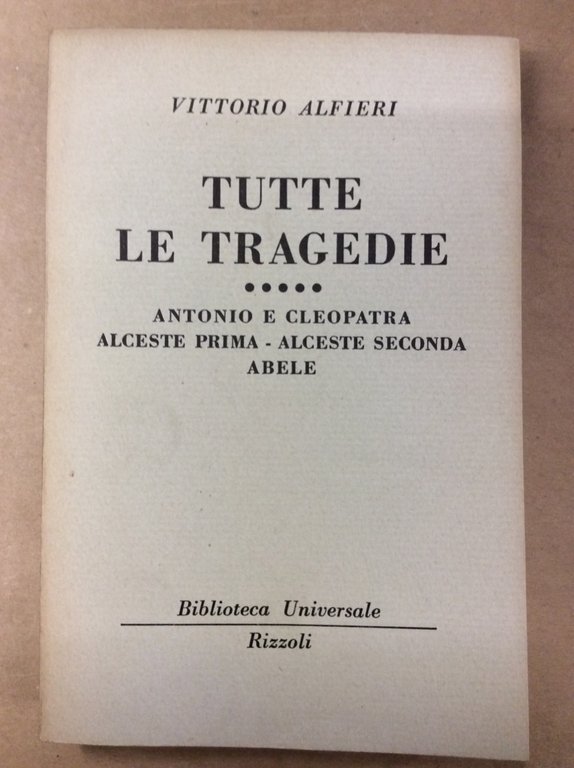 VITTORIO ALFIERI
TUTTE
LE TRAGEDIE
•••••
ANTONIO E CLEOPATRA
ALCESTE PRIMA - ALCESTE SECONDA
ABELE
Biblioteca Universale
Rizzoli